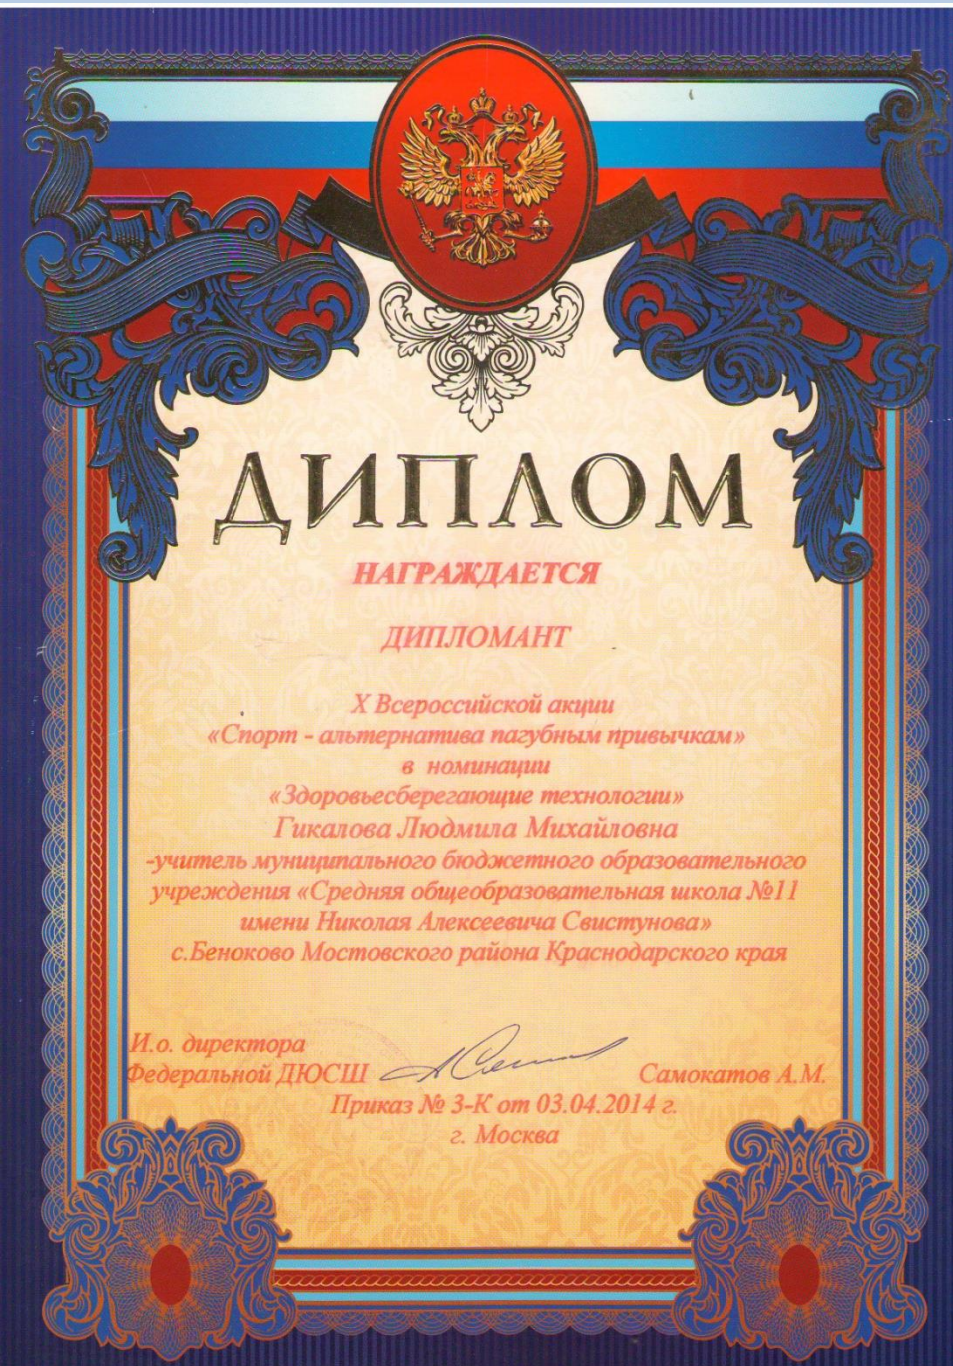 ДИПЛОМ
НАГРАЖДАЕТСЯ
ДИПЛОМАНТ
X Всероссийской акции
«Спорт - альтернатива пагубным привычкам»
в номинации
«Здоровьесберегающие технологии»
Гикалова Людмила Михайловна
-учитель муниципального бюджетного образовательного
учреждения «Средняя общеобразовательная школа №11
имени Николая Алексеевича Свистунова»
с.Беноково Мостовского района Краснодарского края
И.о. директора
Федеральной ДЮСШ Самокатов А.М.
Приказ № 3-К от 03.04.2014 г.
г. Москва